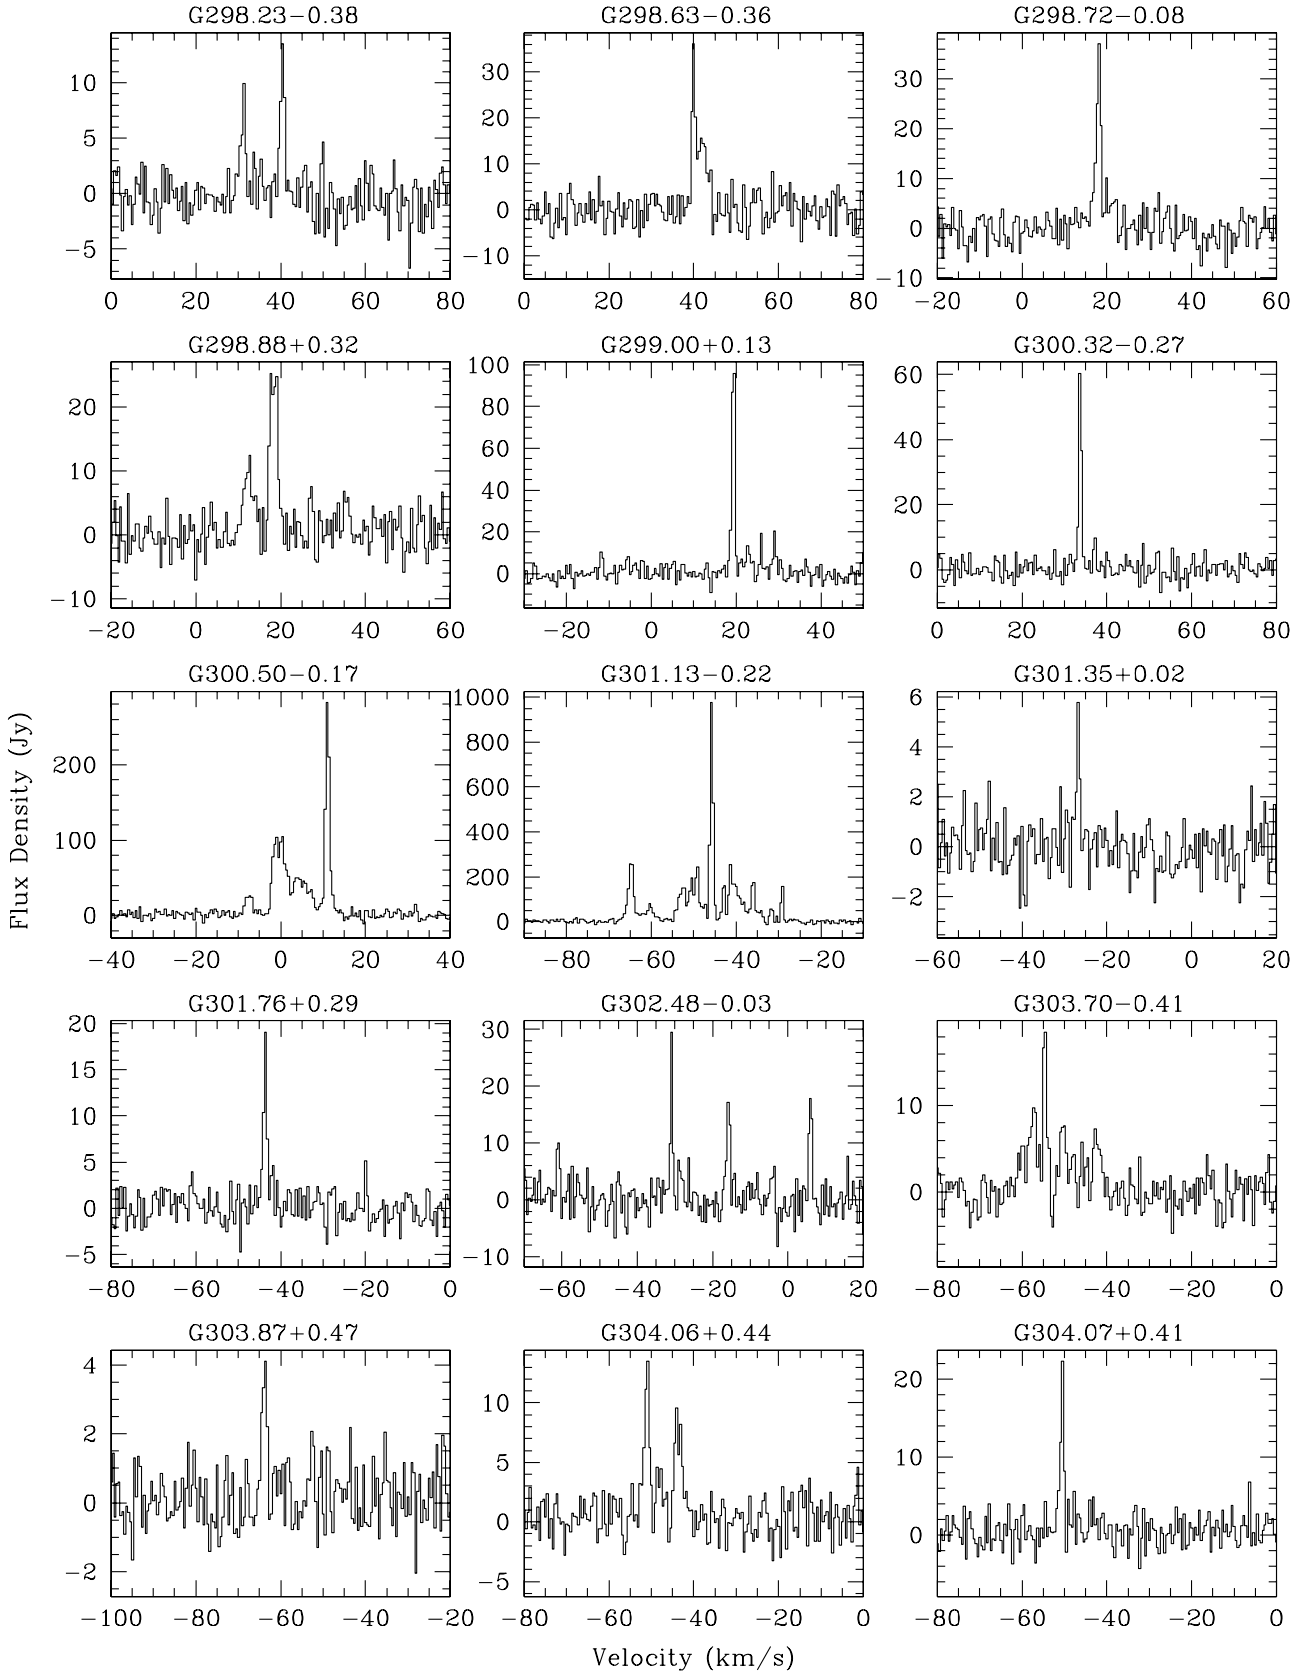 G298.23−0.38 G298.63−0.36 G298.72−0.08
10 5 0 −5
30 20 10 0 −10
30 20 10 0 −10
0 20 40 60 80 0 20 40 60 80 −20 0 20 40 60
G298.88+0.32 G299.00+0.13 G300.32−0.27
20 10 0 −10
100 80 60 40 20 0
60 40 20 0
−20 0 20 40 60 −20 0 20 40 0 20 40 60 80
G300.50−0.17 G301.13−0.22 G301.35+0.02
200 100 0
1000 800 600 400 200 0
6 4 2 0 −2
−40 −20 0 20 40 −80 −60 −40 −20 −60 −40 −20 0 20
Flux Density (Jy)
G301.76+0.29 G302.48−0.03 G303.70−0.41
20 15 10 5 0 −5
30 20 10 0 −10
10 0
−80 −60 −40 −20 0 −60 −40 −20 0 20 −80 −60 −40 −20 0
G303.87+0.47 G304.06+0.44 G304.07+0.41
4 2 0 −2
10 5 0 −5
20 10 0
−100 −80 −60 −40 −20 −80 −60 −40 −20 0 −80 −60 −40 −20 0
Velocity (km/s)